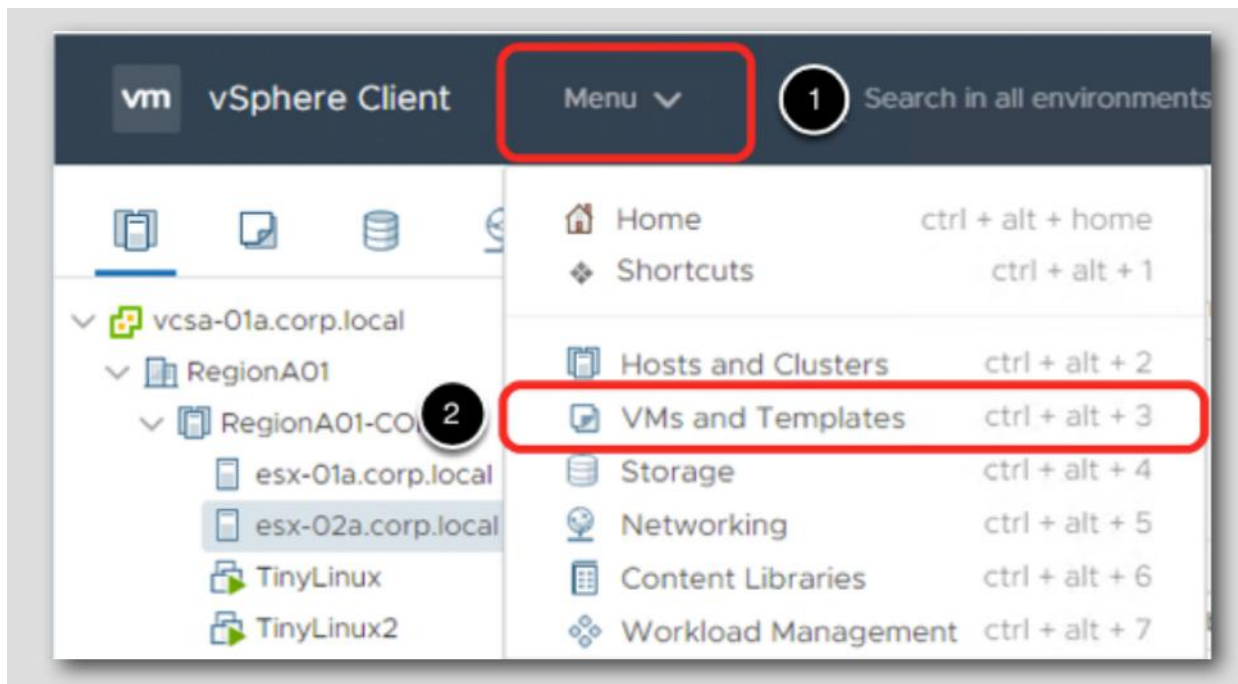 vm vSphere Client Menu 1 Search in all environments
Home ctrl + alt + home
Shortcuts ctrl + alt + 1
vcsa-01a.corp.local
RegionA01
Hosts and Clusters ctrl + alt + 2
2 VMs and Templates ctrl + alt + 3
RegionA01-CO
Storage ctrl + alt + 4
esx-01a.corp.local
esx-02a.corp.local
Networking ctrl + alt + 5
TinyLinux
Content Libraries ctrl + alt + 6
TinyLinux2
Workload Management ctrl + alt + 7